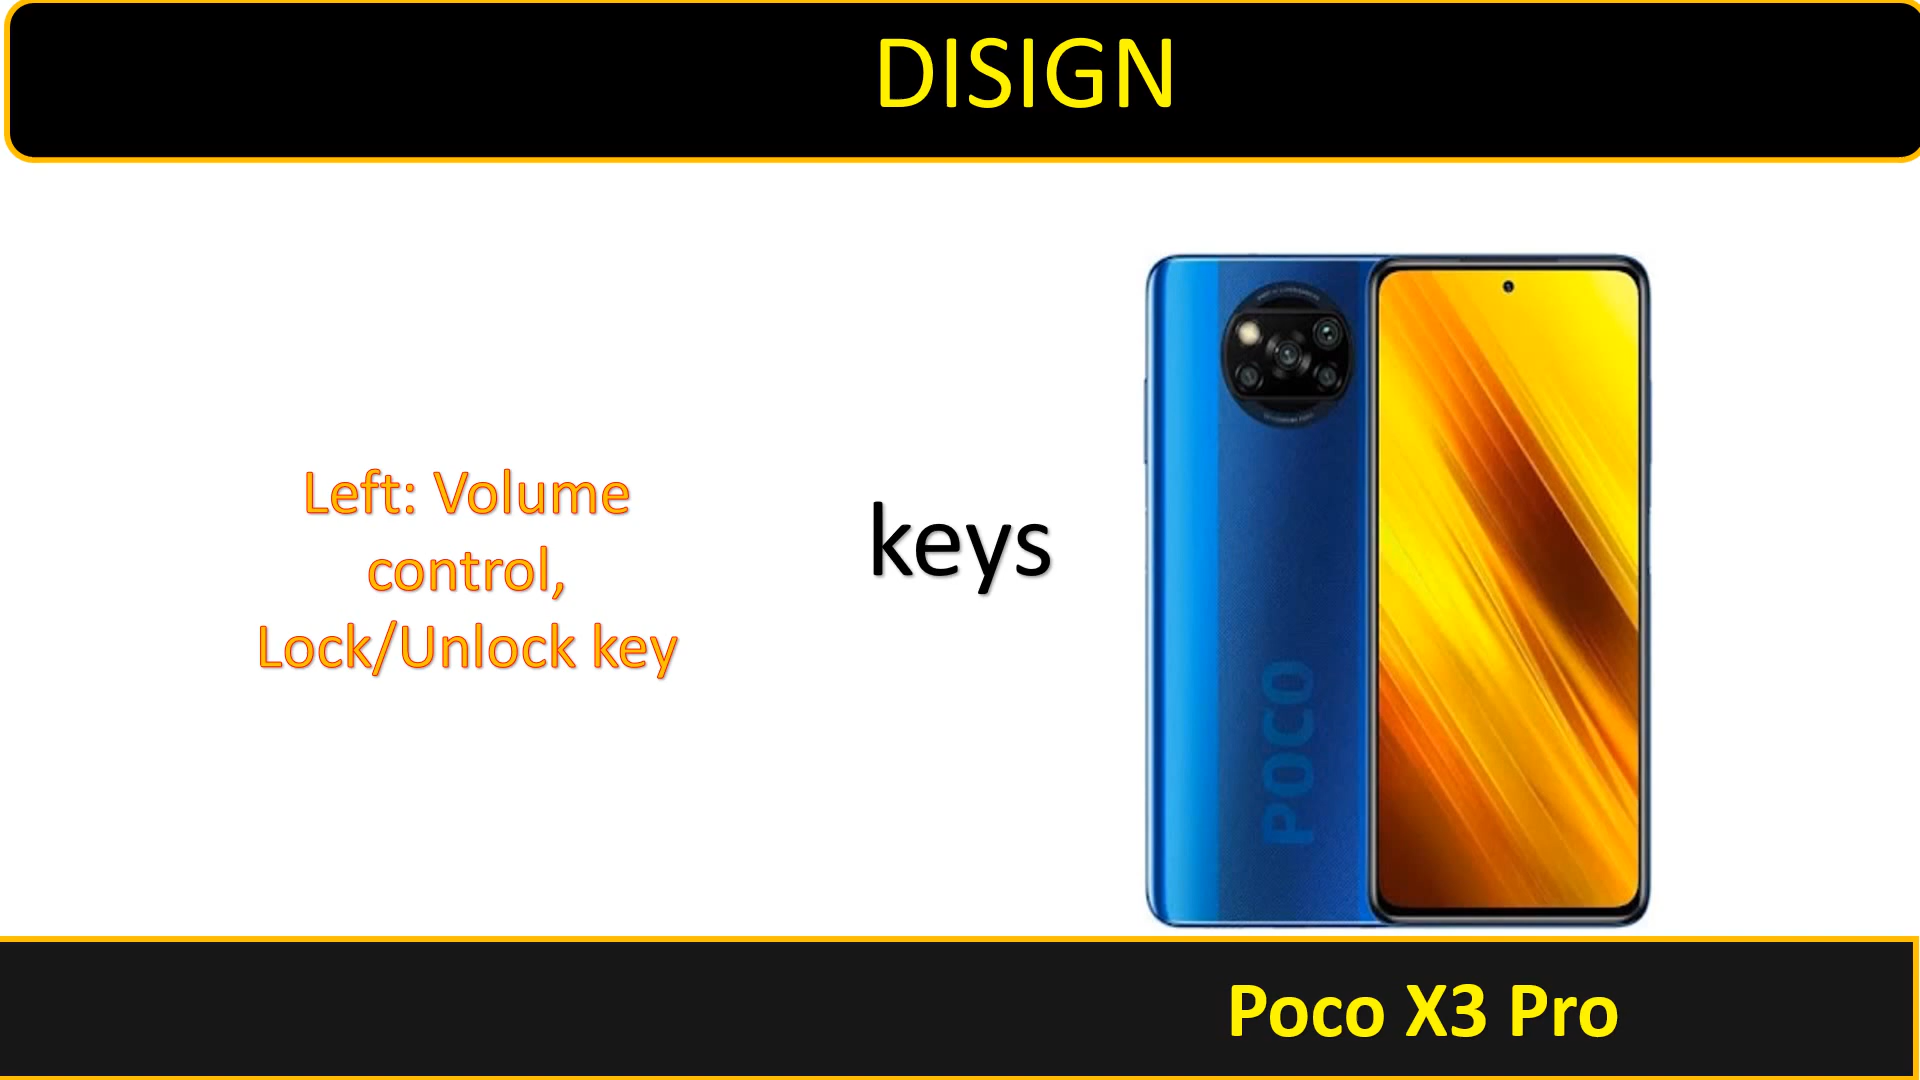 DISIGN
Left: Volume
control,
Lock/Unlock key
keys
POCO
Poco X3 Pro